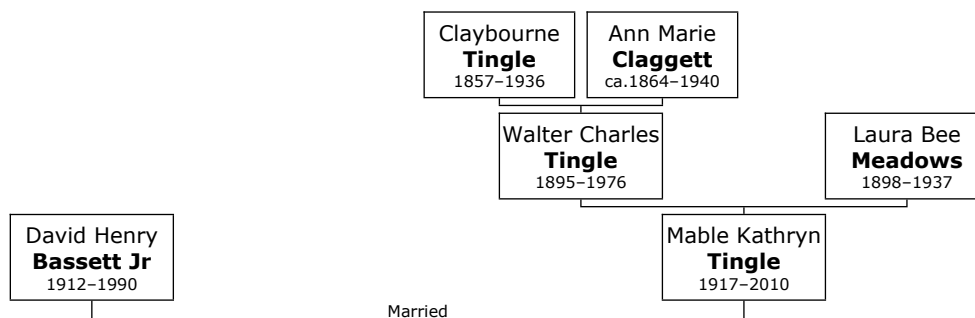 Claybourne
Tingle
1857–1936
Ann Marie
Claggett
ca.1864–1940
Walter Charles
Tingle
1895–1976
Laura Bee
Meadows
1898–1937
David Henry
Bassett Jr
1912–1990
Mable Kathryn
Tingle
1917–2010
Married